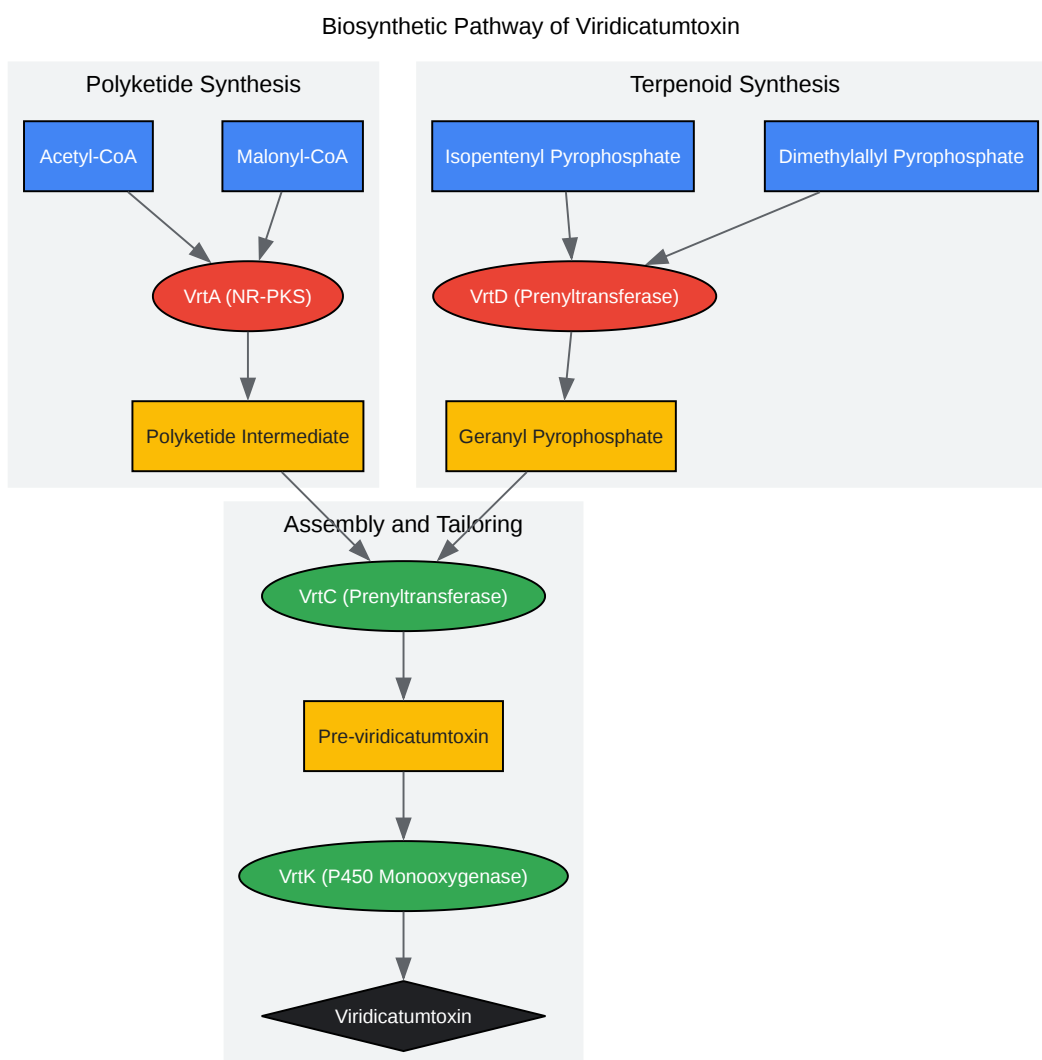 Biosynthetic Pathway of Viridicatumtoxin
Polyketide Synthesis
Terpenoid Synthesis
Acetyl-CoA
Malonyl-CoA
Isopentenyl Pyrophosphate
Dimethylallyl Pyrophosphate
VrtA (NR-PKS)
VrtD (Prenyltransferase)
Polyketide Intermediate
Geranyl Pyrophosphate
Assembly and Tailoring
VrtC (Prenyltransferase)
Pre-viridicatumtoxin
VrtK (P450 Monooxygenase)
Viridicatumtoxin